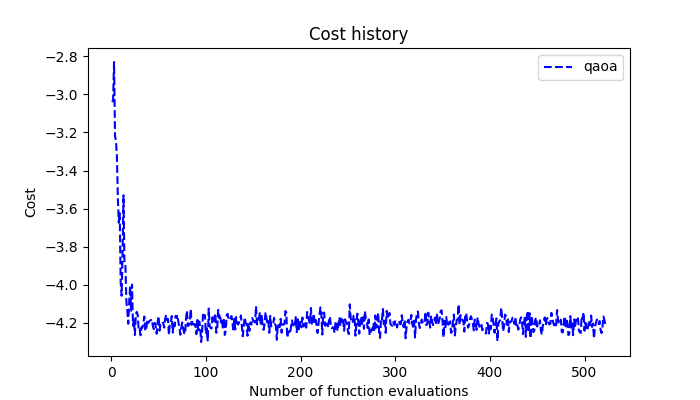 Cost history
qaoa
Cost
−2.8
−3.0
−3.2
−3.4
−3.6
−3.8
−4.0
−4.2
0 100 200 300 400 500
Number of function evaluations